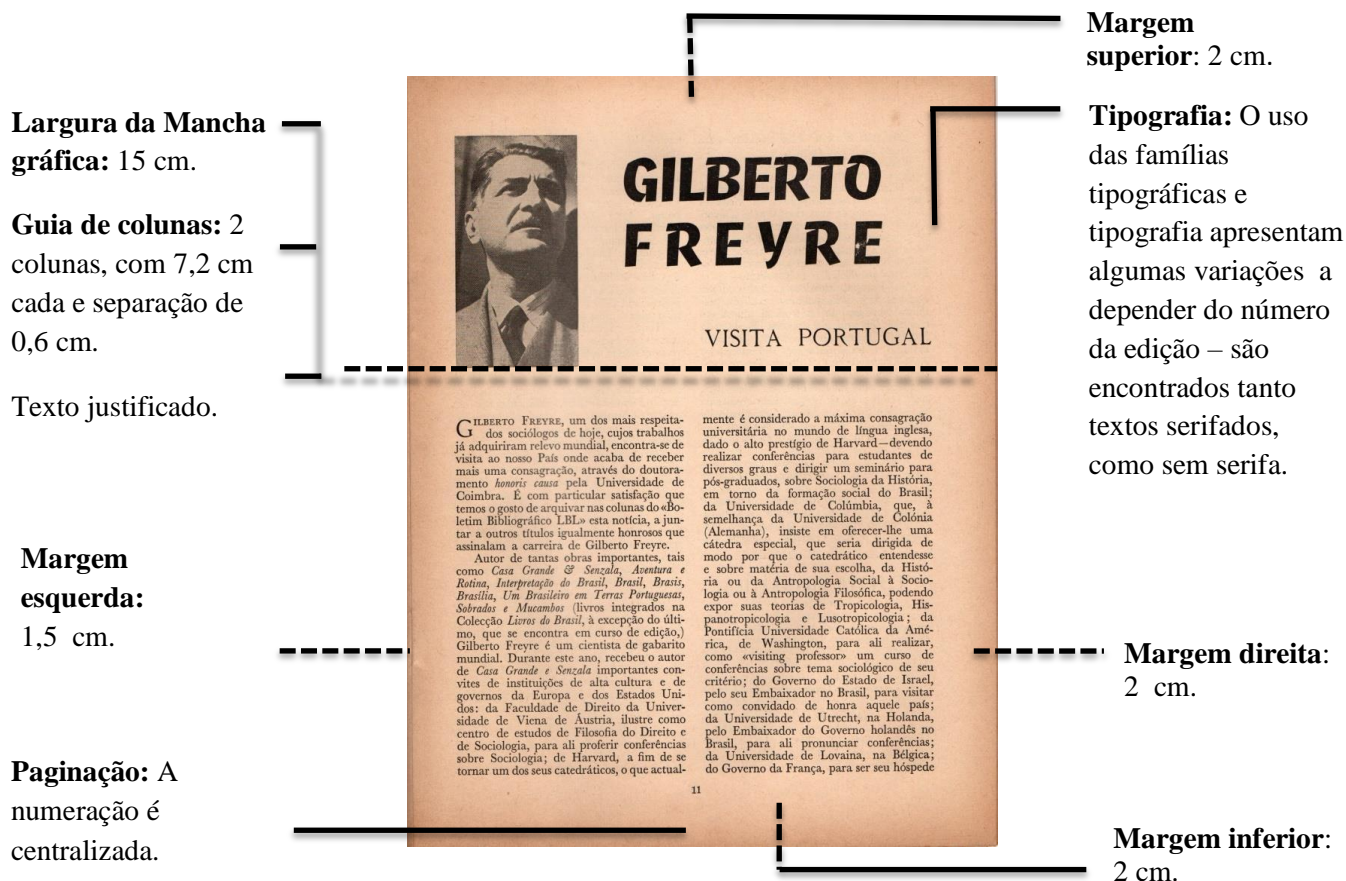 Largura da Mancha
gráfica: 15 cm.
Guia de colunas: 2
colunas, com 7,2 cm
cada e separação de
0,6 cm.
Texto justificado.
Margem
esquerda:
1,5 cm.
Paginação: A
numeração é
centralizada.
GILBERTO
FREYRE
VISITA PORTUGAL
GILBERTO FREYRE, um dos mais respeita-
dos sociólogos de hoje, cujos trabalhos
já adquiriram relevo mundial, encontra-se de
visita ao nosso País onde acaba de receber
mais uma consagração, através do doutora-
mento honoris causa pela Universidade de
Coimbra. É com particular satisfação que
temos o gosto de arquivar nas colunas do «Bo-
letim Bibliográfico LBL» esta notícia, a jun-
tar a outros títulos igualmente honrosos que
assinalam a carreira de Gilberto Freyre.
Autor de tantas obras importantes, tais
como Casa Grande & Senzala, Aventura e
Rotina, Interpretação do Brasil, Brasil, Brasis,
Brasília, Um Brasileiro em Terras Portuguesas,
Sobrados e Mucambos (livros integrados na
Colecção Livros do Brasil, à excepção do últi-
mo, que se encontra em curso de edição,)
Gilberto Freyre é um cientista de gabarito
mundial. Durante este ano, recebeu o autor
de Casa Grande e Senzala importantes con-
vites de instituições de alta cultura e de
governos da Europa e dos Estados Uni-
dos: da Faculdade de Direito da Univer-
sidade de Viena de Áustria, ilustre como
centro de estudos de Filosofia do Direito e
de Sociologia, para ali proferir conferências
sobre Sociologia; de Harvard, a fim de se
tornar um dos seus catedráticos, o que actual-
mente é considerado a máxima consagração
universitária no mundo de língua inglesa,
dado o alto prestígio de Harvard—devendo
realizar conferências para estudantes de
diversos graus e dirigir um seminário para
pós-graduados, sobre Sociologia da História,
em torno da formação social do Brasil;
da Universidade de Colúmbia, que, à
semelhança da Universidade de Colónia
(Alemanha), insiste em oferecer-lhe uma
cátedra especial, que seria dirigida de
modo por que o catedrático entendesse
e sobre matéria de sua escolha, da Histó-
ria ou da Antropologia Social à Socio-
logia ou à Antropologia Filosófica, podendo
expor suas teorias de Tropicologia, His-
panotropicologia e Lusotropicologia; da
Pontifícia Universidade Católica da Amé-
rica, de Washington, para ali realizar,
como «visiting professor» um curso de
conferências sobre tema sociológico de seu
critério; do Governo do Estado de Israel,
pelo seu Embaixador no Brasil, para visitar
como convidado de honra aquele país;
da Universidade de Utrecht, na Holanda,
pelo Embaixador do Governo holandês no
Brasil, para ali pronunciar conferências;
da Universidade de Lovaina, na Bélgica;
do Governo da França, para ser seu hóspede
11
Margem
superior: 2 cm.
Tipografia: O uso
das famílias
tipográficas e
tipografia apresentam
algumas variações a
depender do número
da edição – são
encontrados tanto
textos serifados,
como sem serifa.
Margem direita:
2 cm.
Margem inferior:
2 cm.